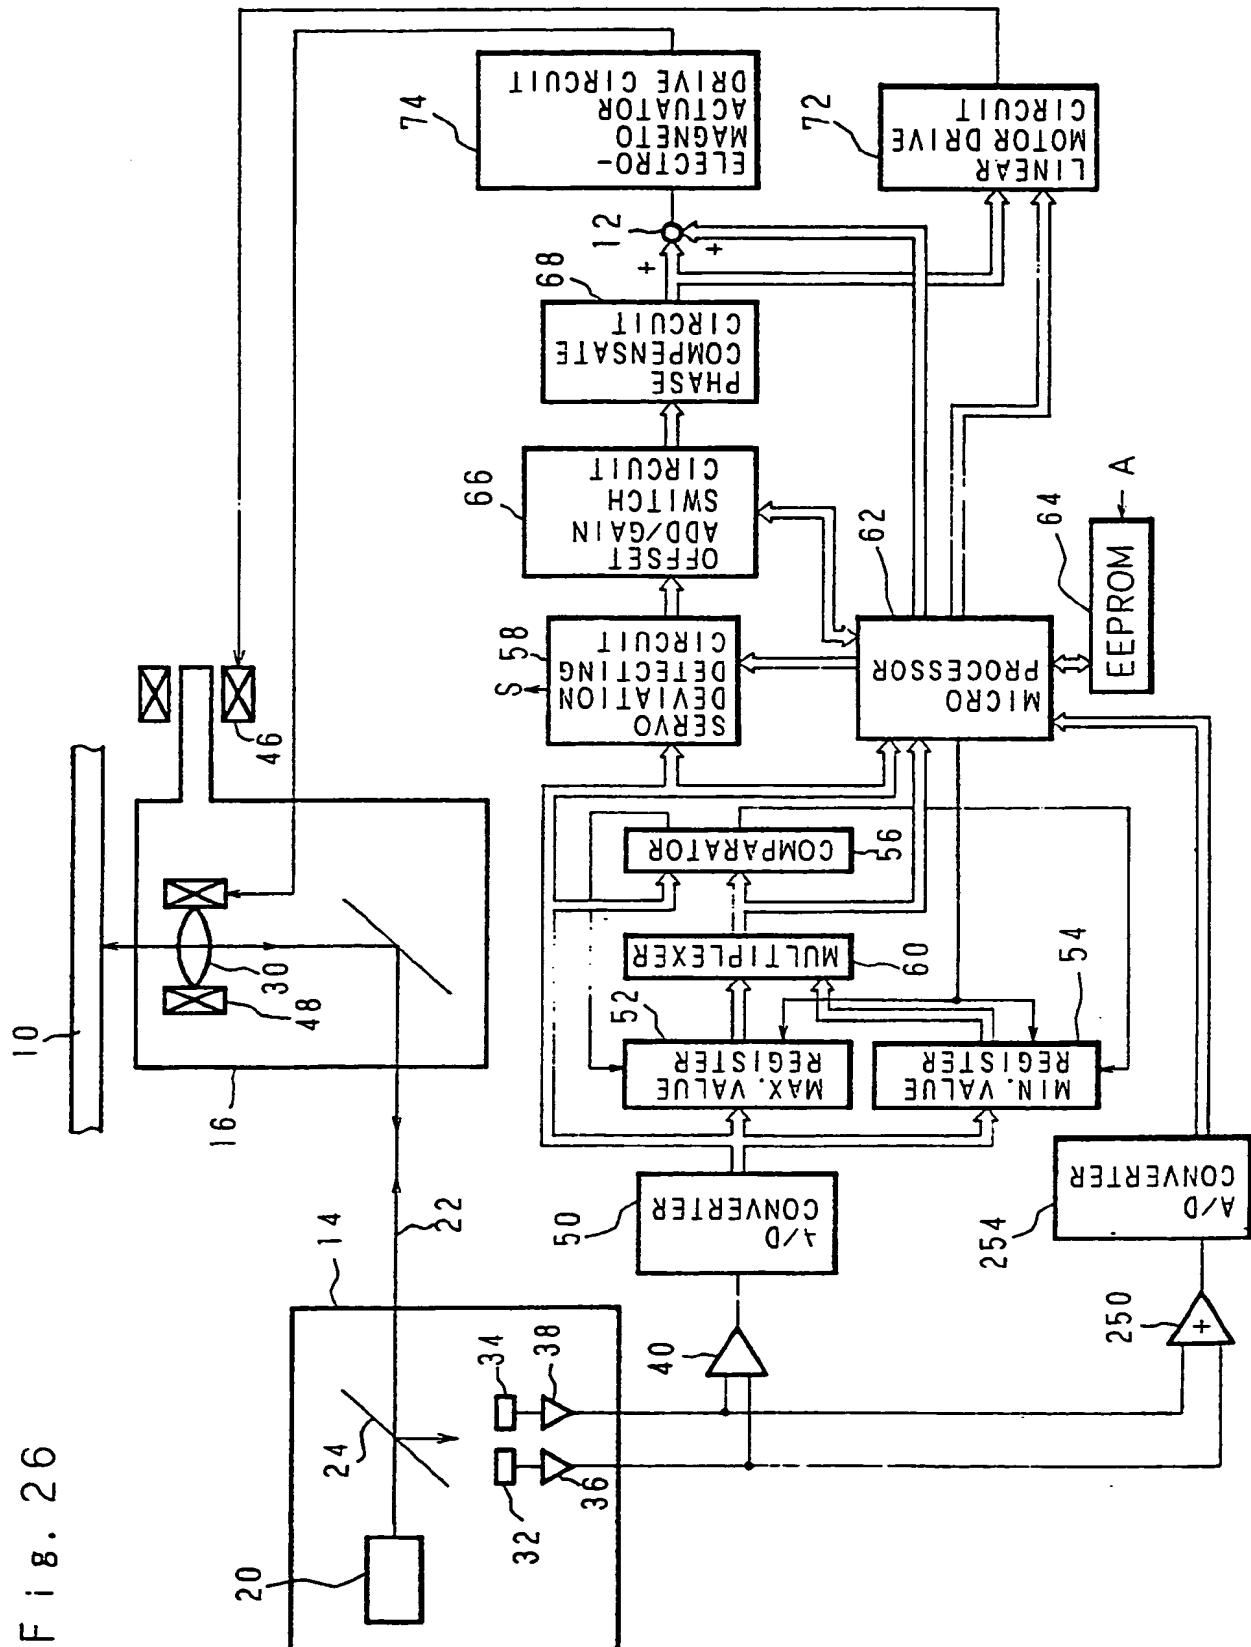 Fig. 26
10
16
48
30
46
14
22
24
20
32
34
36
38
40
50
A/D
CONVERTER
250
254
A/D
CONVERTER
52
MAX. VALUE
REGISTER
54
MIN. VALUE
REGISTER
60
MULTIPLEXER
56
COMPARATOR
S
58
SERVO
DEVIATION
DETECTING
CIRCUIT
62
MICRO
PROCESSOR
64
EEPROM
A
66
OFFSET
ADD/GAIN
SWITCH
CIRCUIT
68
PHASE
COMPENSATE
CIRCUIT
+
+
12
74
ELECTRO-
MAGNETO
ACTUATOR
DRIVE CIRCUIT
72
LINEAR
MOTOR DRIVE
CIRCUIT
+